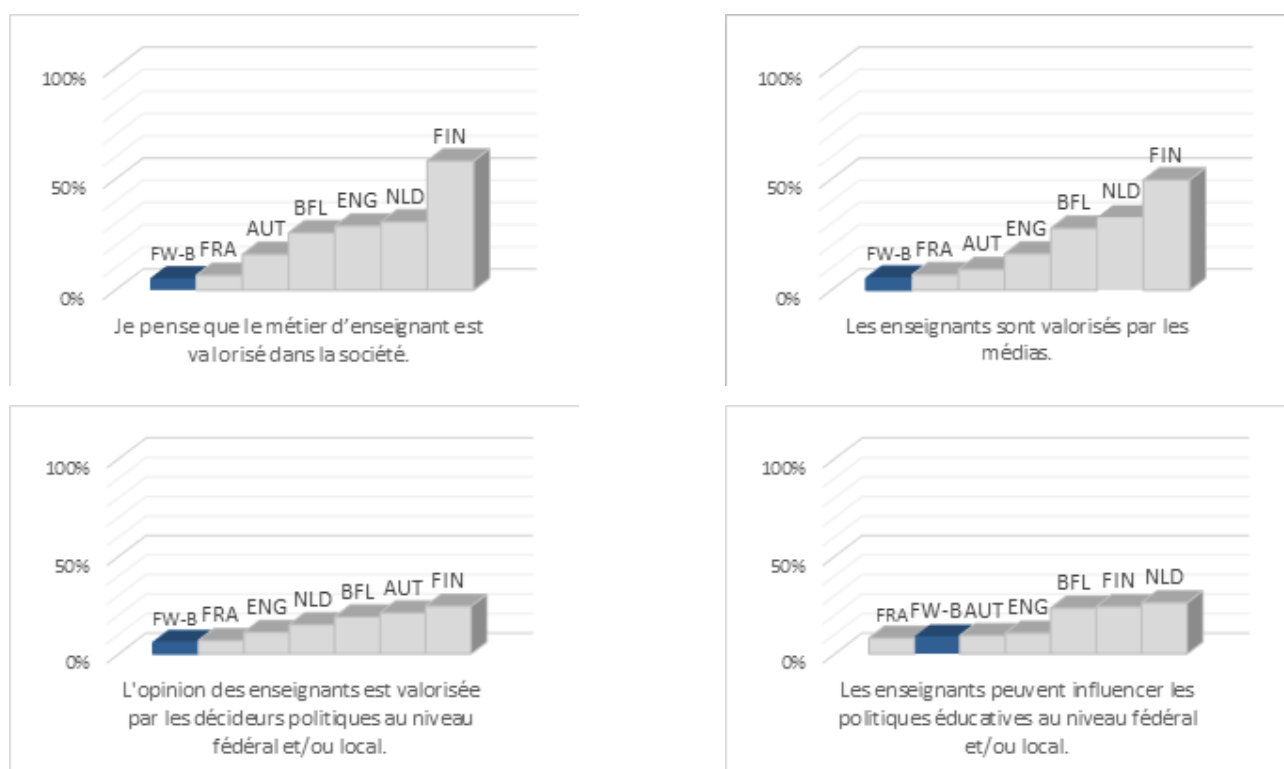 100%
50%
0%
FW-B FRA AUT BFL ENG NLD FIN
Je pense que le métier d'enseignant est
valorisé dans la société.
100%
50%
0%
FW-B FRA AUT ENG BFL NLD FIN
Les enseignants sont valorisés par les
médias.
100%
50%
0%
FW-B FRA ENG NLD BFL AUT FIN
L'opinion des enseignants est valorisée
par les décideurs politiques au niveau
fédéral et/ou local.
100%
50%
0%
FRA FW-B AUT ENG BFL FIN NLD
Les enseignants peuvent influencer les
politiques éducatives au niveau fédéral
et/ou local.